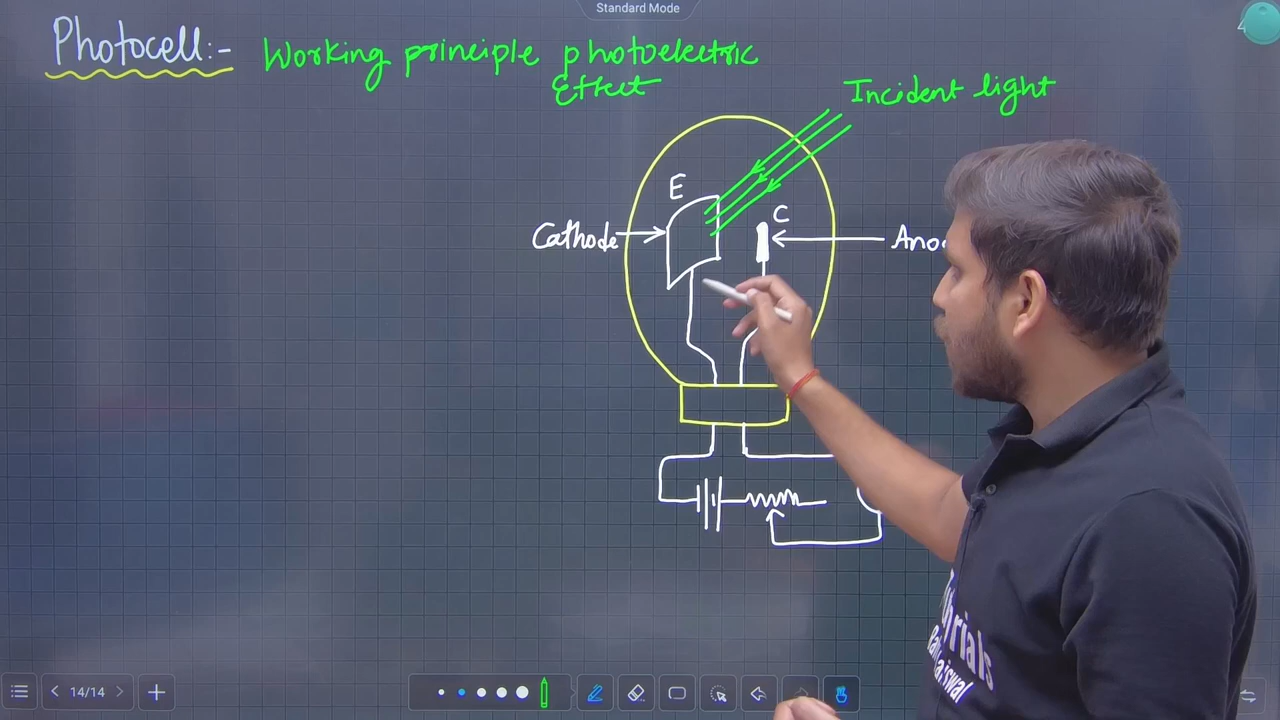 Standard Mode
Photocell:- Working principle photoelectric
Effect
Incident light
E
C
Cathode
14/14